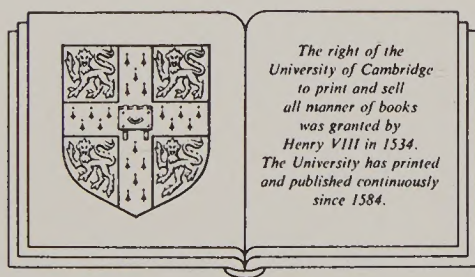 The right of the
University of Cambridge
to print and sell
all manner of books
was granted by
Henry VIII in 1534.
The University has printed
and published continuously
since 1584.